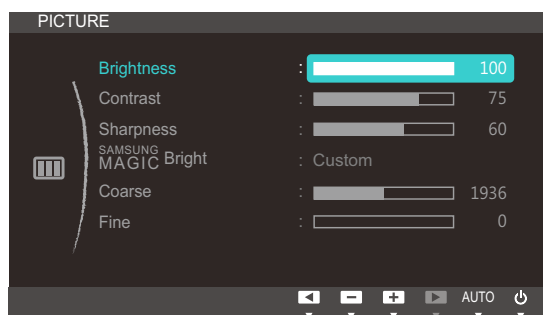 PICTURE
Brightness : 100
Contrast : 75
Sharpness : 60
SAMSUNG
MAGIC Bright : Custom
Coarse : 1936
Fine : 0
AUTO